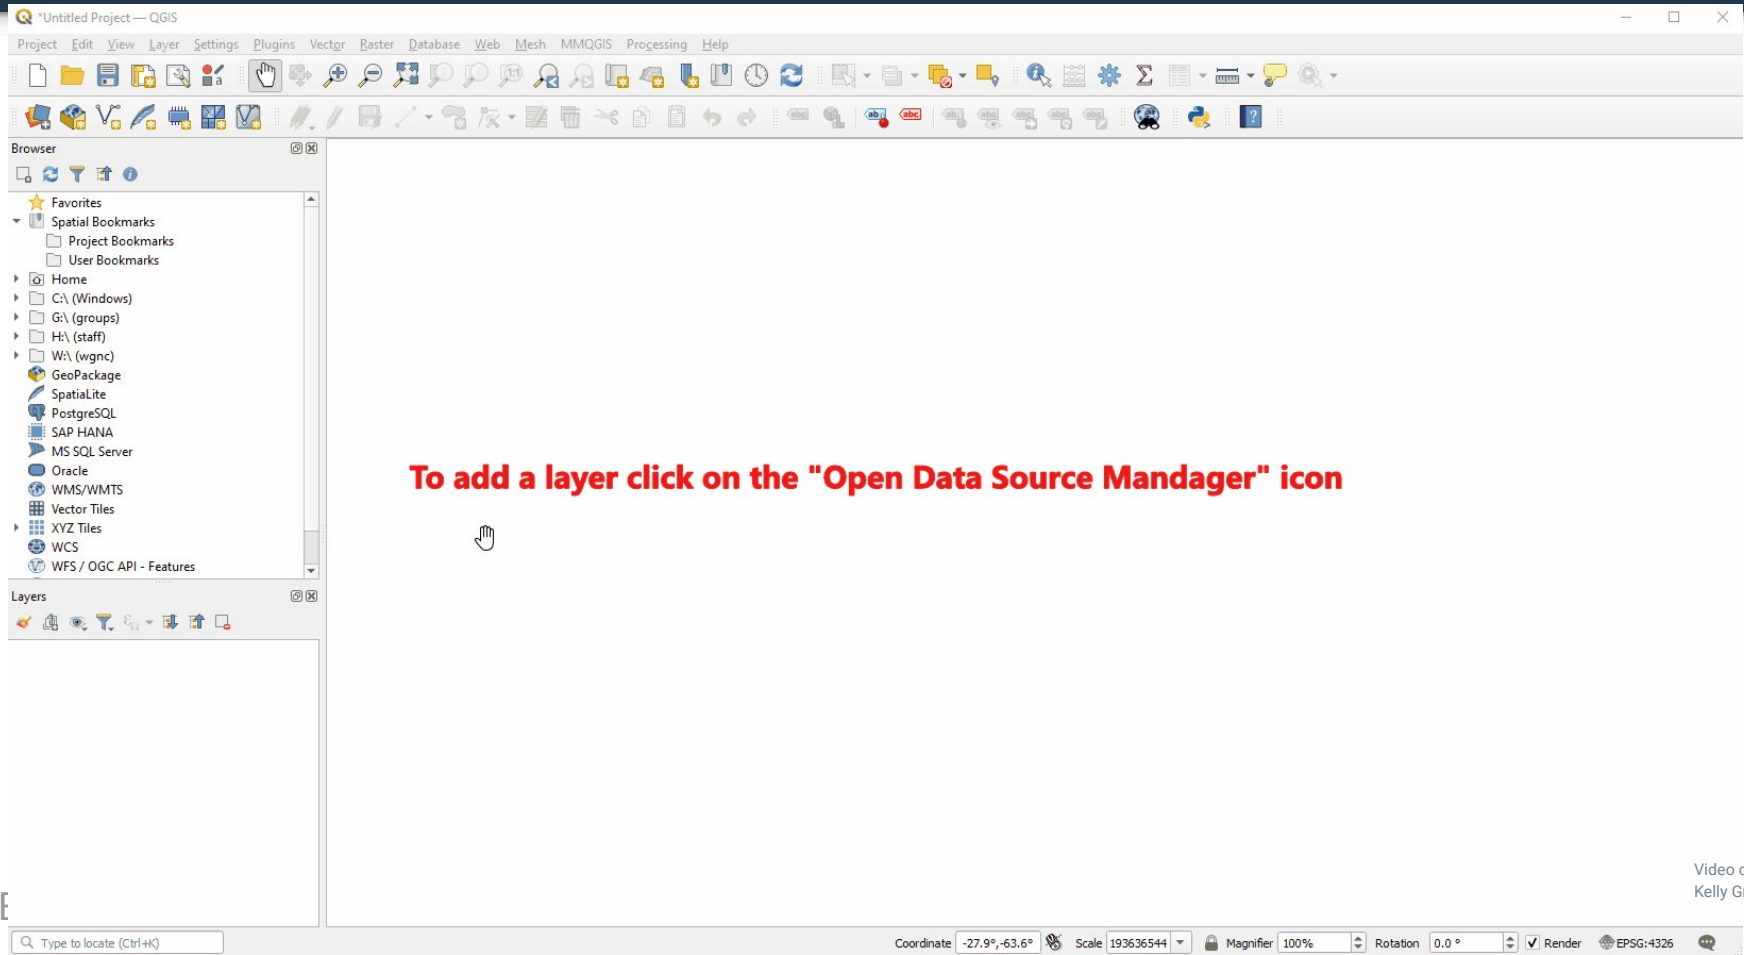 *Untitled Project — QGIS
Project Edit View Layer Settings Plugins Vector Raster Database Web Mesh MMQGIS Processing Help
Browser
Favorites
Spatial Bookmarks
Project Bookmarks
User Bookmarks
Home
C:\ (Windows)
G:\ (groups)
H:\ (staff)
W:\ (wgnc)
GeoPackage
SpatiaLite
PostgreSQL
SAP HANA
MS SQL Server
Oracle
WMS/WMTS
Vector Tiles
XYZ Tiles
WCS
WFS / OGC API - Features
To add a layer click on the "Open Data Source Mandager" icon
Layers
Video
Kelly
Type to locate (Ctrl+K)
Coordinate -27.9°,-63.6° Scale 193636544 Magnifier 100% Rotation 0.0 ° Render EPSG:4326